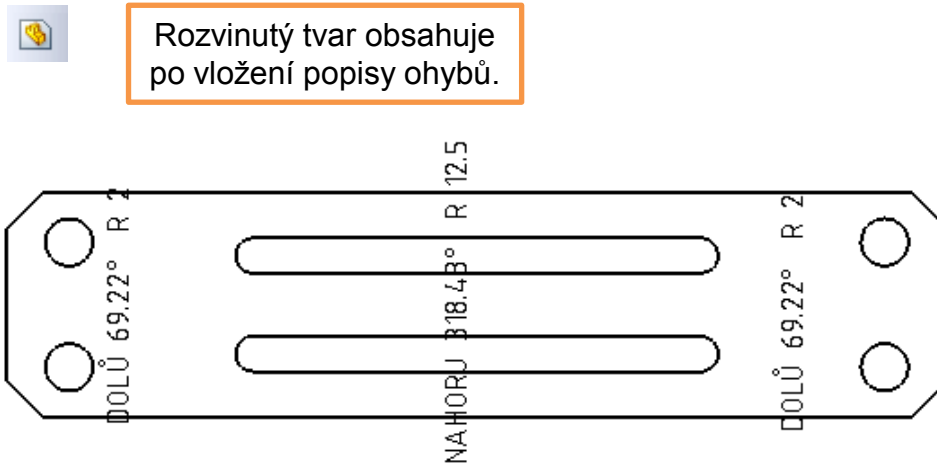 Rozvinutý tvar obsahuje
po vložení popisy ohybů.
DOLŮ 69.22° R 2
NAHORU 318.43° R 12.5
DOLŮ 69.22° R 2